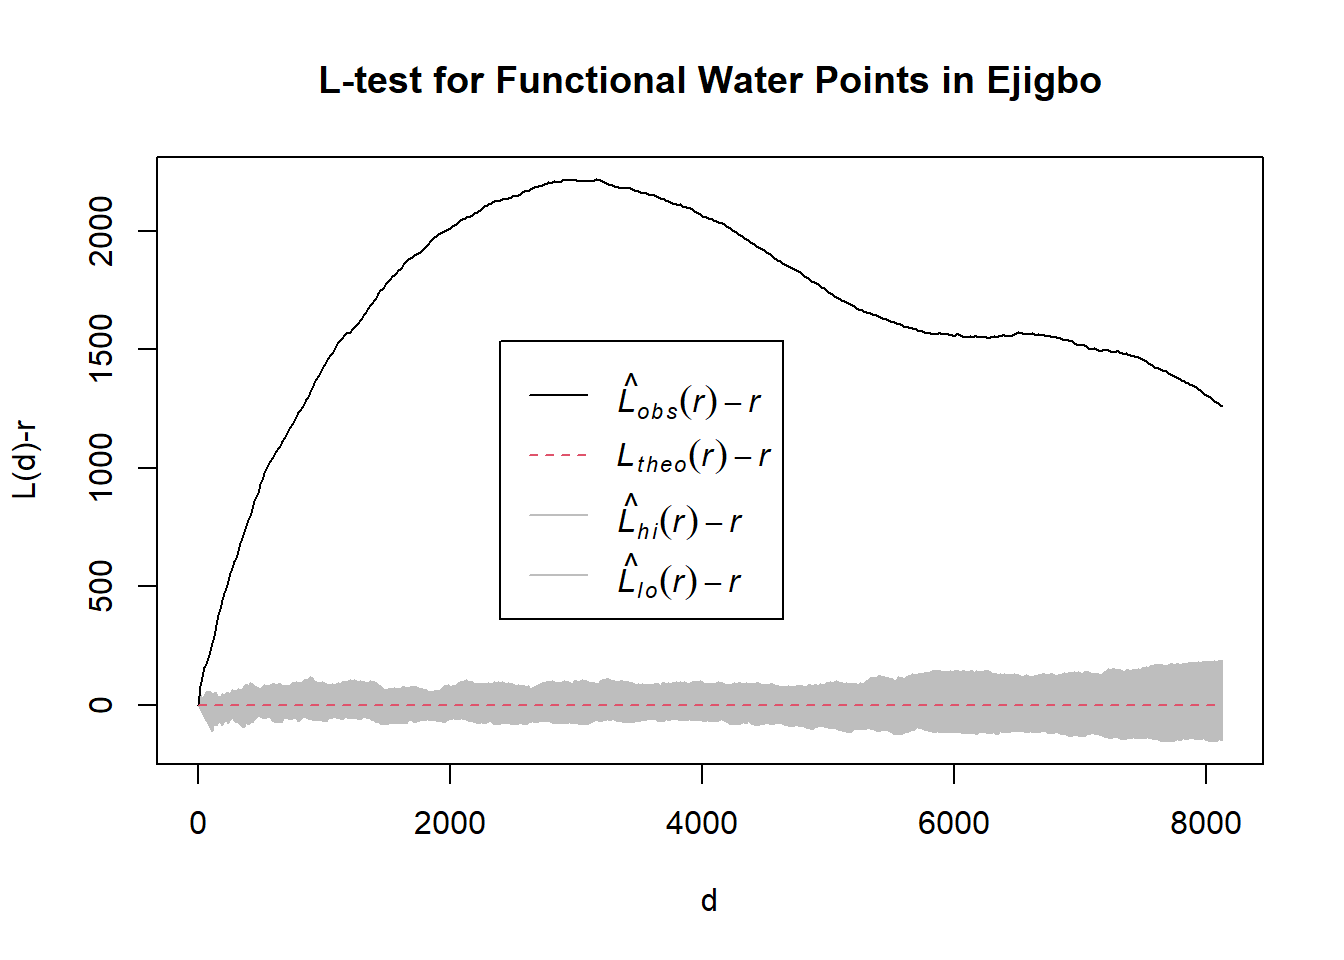 L-test for Functional Water Points in Ejigbo
L(d)-r
2000
1500
1000
500
0
L̂obs(r) − r
Ltheo(r) − r
L̂hi(r) − r
L̂lo(r) − r
0 2000 4000 6000 8000
d